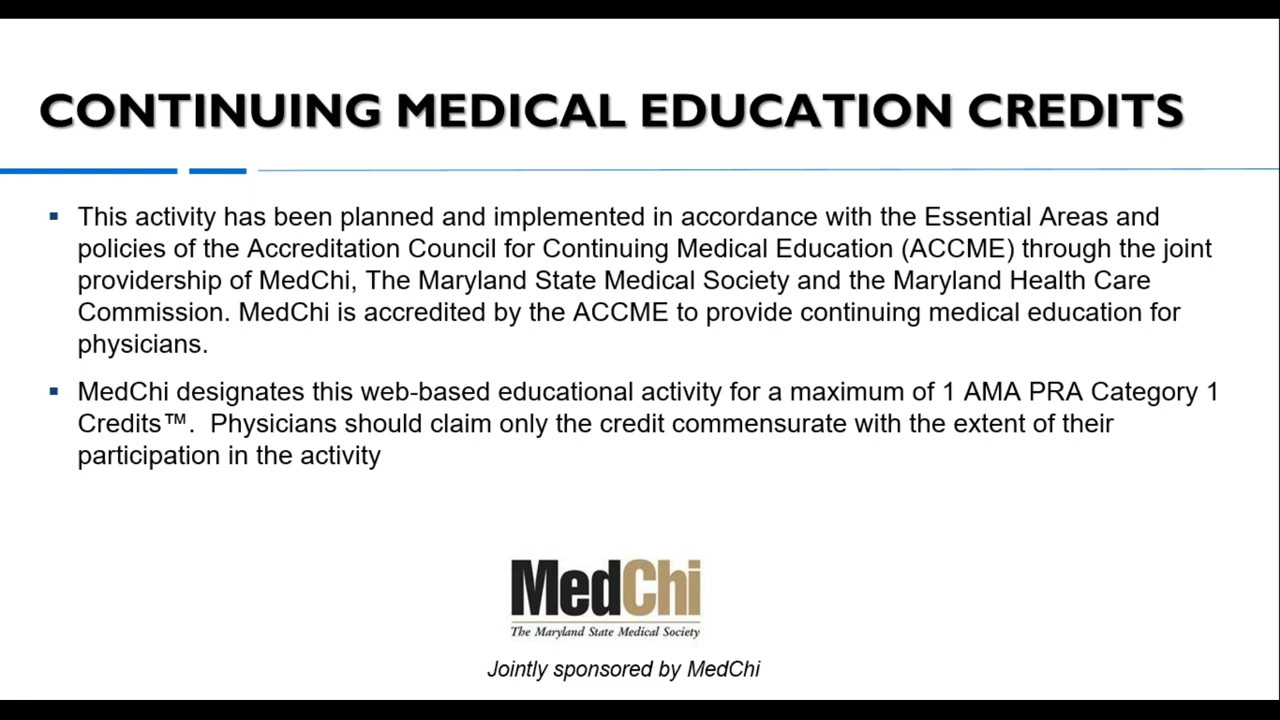 CONTINUING MEDICAL EDUCATION CREDITS
▪ This activity has been planned and implemented in accordance with the Essential Areas and
policies of the Accreditation Council for Continuing Medical Education (ACCME) through the joint
providership of MedChi, The Maryland State Medical Society and the Maryland Health Care
Commission. MedChi is accredited by the ACCME to provide continuing medical education for
physicians.
▪ MedChi designates this web-based educational activity for a maximum of 1 AMA PRA Category 1
Credits™.  Physicians should claim only the credit commensurate with the extent of their
participation in the activity
MedChi
The Maryland State Medical Society
Jointly sponsored by MedChi